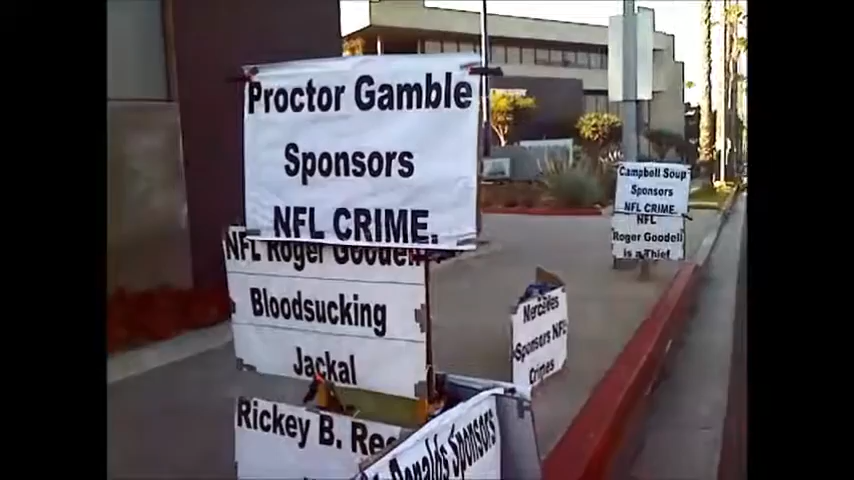 Proctor Gamble
Sponsors
NFL CRIME.
NFL Roger Goodell
Bloodsucking
Jackal
Rickey B.
Donalds Sponsors
Mercedes
Sponsors NFL
Crimes
Campbell Soup
Sponsors
NFL CRIME.
NFL
Roger Goodell
is a Thief